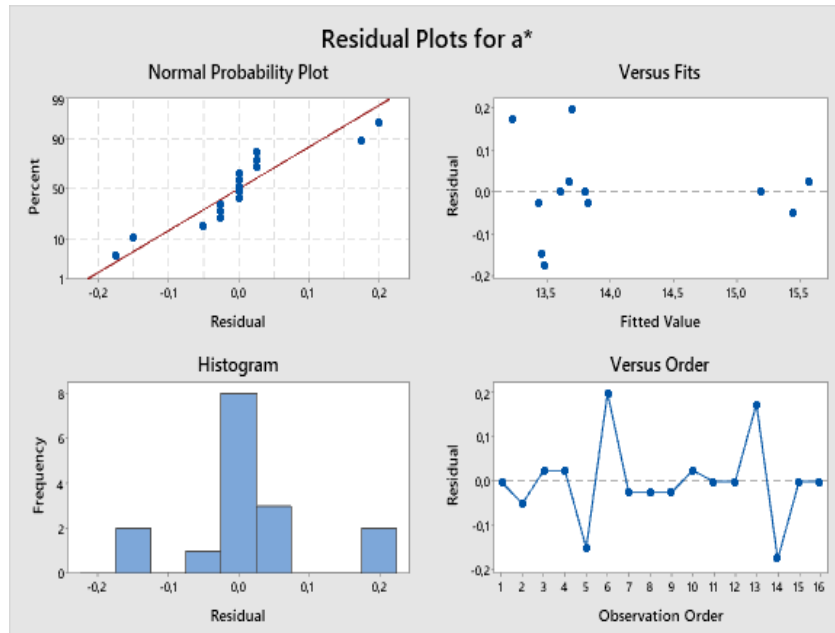 Residual Plots for a*
Normal Probability Plot
99
90
50
10
1
Percent
-0,2 -0,1 0,0 0,1 0,2
Residual
Versus Fits
0,2
0,1
0,0
-0,1
-0,2
Residual
13,5 14,0 14,5 15,0 15,5
Fitted Value
Histogram
8
6
4
2
0
Frequency
-0,2 -0,1 0,0 0,1 0,2
Residual
Versus Order
0,2
0,1
0,0
-0,1
-0,2
Residual
1 2 3 4 5 6 7 8 9 10 11 12 13 14 15 16
Observation Order